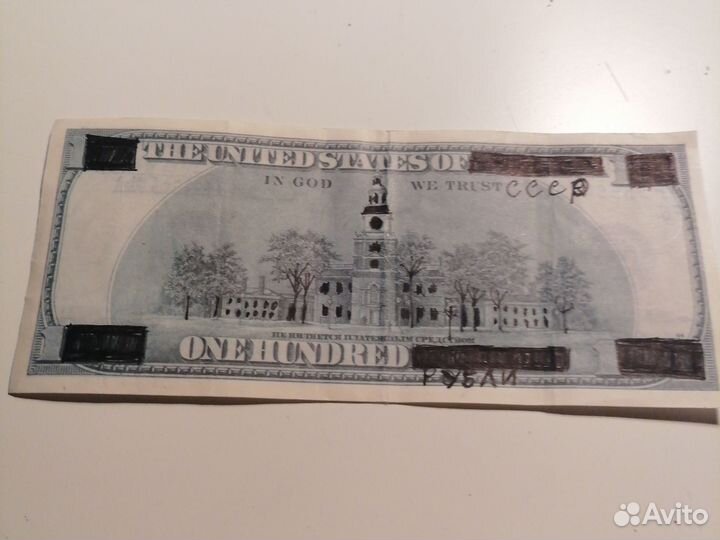 THE UNITED STATES OF
IN GOD WE TRUST СССР
НЕ ЯВЛЯЕТСЯ ПЛАТЕЖНЫМ СРЕДСТВОМ
ONE HUNDRED
РУБЛИ
Avito